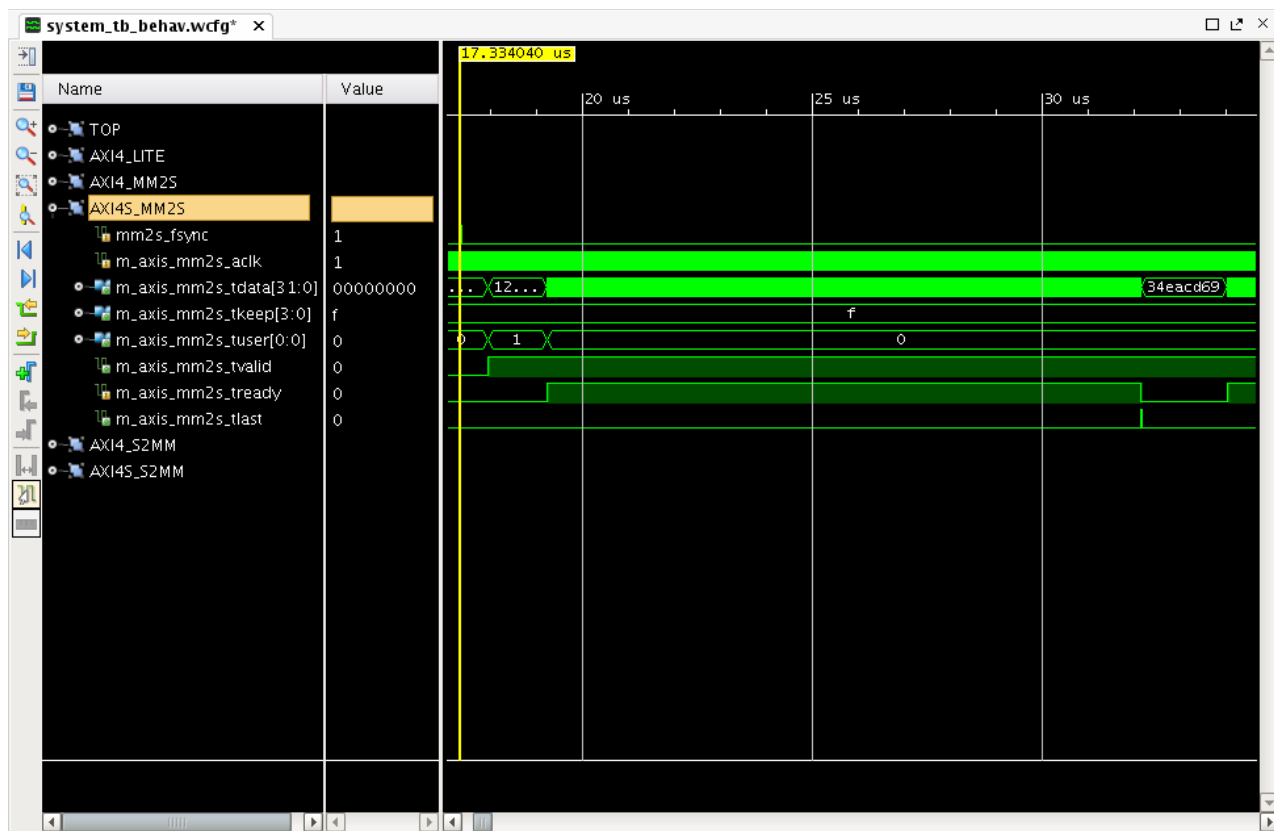 system_tb_behav.wcfg*
17.334040 us
Name Value
20 us 25 us 30 us
TOP
AXI4_LITE
AXI4_MM2S
AXI4S_MM2S
mm2s_fsync 1
m_axis_mm2s_aclk 1
m_axis_mm2s_tdata[31:0] 00000000 ... 12... 34eacd69
m_axis_mm2s_tkeep[3:0] f f
m_axis_mm2s_tuser[0:0] 0 0 1 0
m_axis_mm2s_tvalid 0
m_axis_mm2s_tready 0
m_axis_mm2s_tlast 0
AXI4_S2MM
AXI4S_S2MM